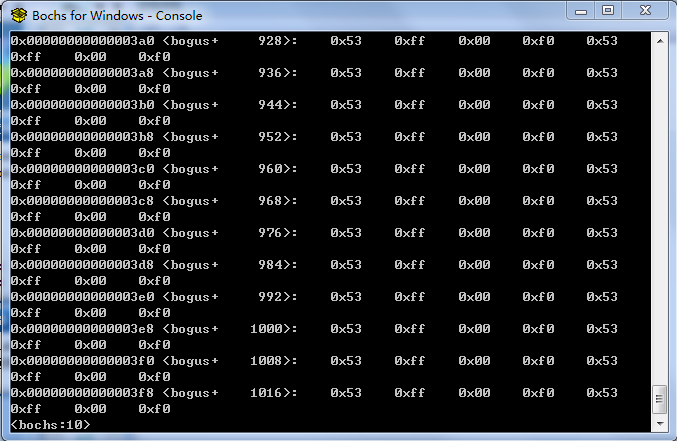 Bochs for Windows - Console
0x00000000000003a0 <bogus+     928>:    0x53    0xff    0x00    0xf0    0x53
0xff    0x00    0xf0
0x00000000000003a8 <bogus+     936>:    0x53    0xff    0x00    0xf0    0x53
0xff    0x00    0xf0
0x00000000000003b0 <bogus+     944>:    0x53    0xff    0x00    0xf0    0x53
0xff    0x00    0xf0
0x00000000000003b8 <bogus+     952>:    0x53    0xff    0x00    0xf0    0x53
0xff    0x00    0xf0
0x00000000000003c0 <bogus+     960>:    0x53    0xff    0x00    0xf0    0x53
0xff    0x00    0xf0
0x00000000000003c8 <bogus+     968>:    0x53    0xff    0x00    0xf0    0x53
0xff    0x00    0xf0
0x00000000000003d0 <bogus+     976>:    0x53    0xff    0x00    0xf0    0x53
0xff    0x00    0xf0
0x00000000000003d8 <bogus+     984>:    0x53    0xff    0x00    0xf0    0x53
0xff    0x00    0xf0
0x00000000000003e0 <bogus+     992>:    0x53    0xff    0x00    0xf0    0x53
0xff    0x00    0xf0
0x00000000000003e8 <bogus+    1000>:    0x53    0xff    0x00    0xf0    0x53
0xff    0x00    0xf0
0x00000000000003f0 <bogus+    1008>:    0x53    0xff    0x00    0xf0    0x53
0xff    0x00    0xf0
0x00000000000003f8 <bogus+    1016>:    0x53    0xff    0x00    0xf0    0x53
0xff    0x00    0xf0
<bochs:10>